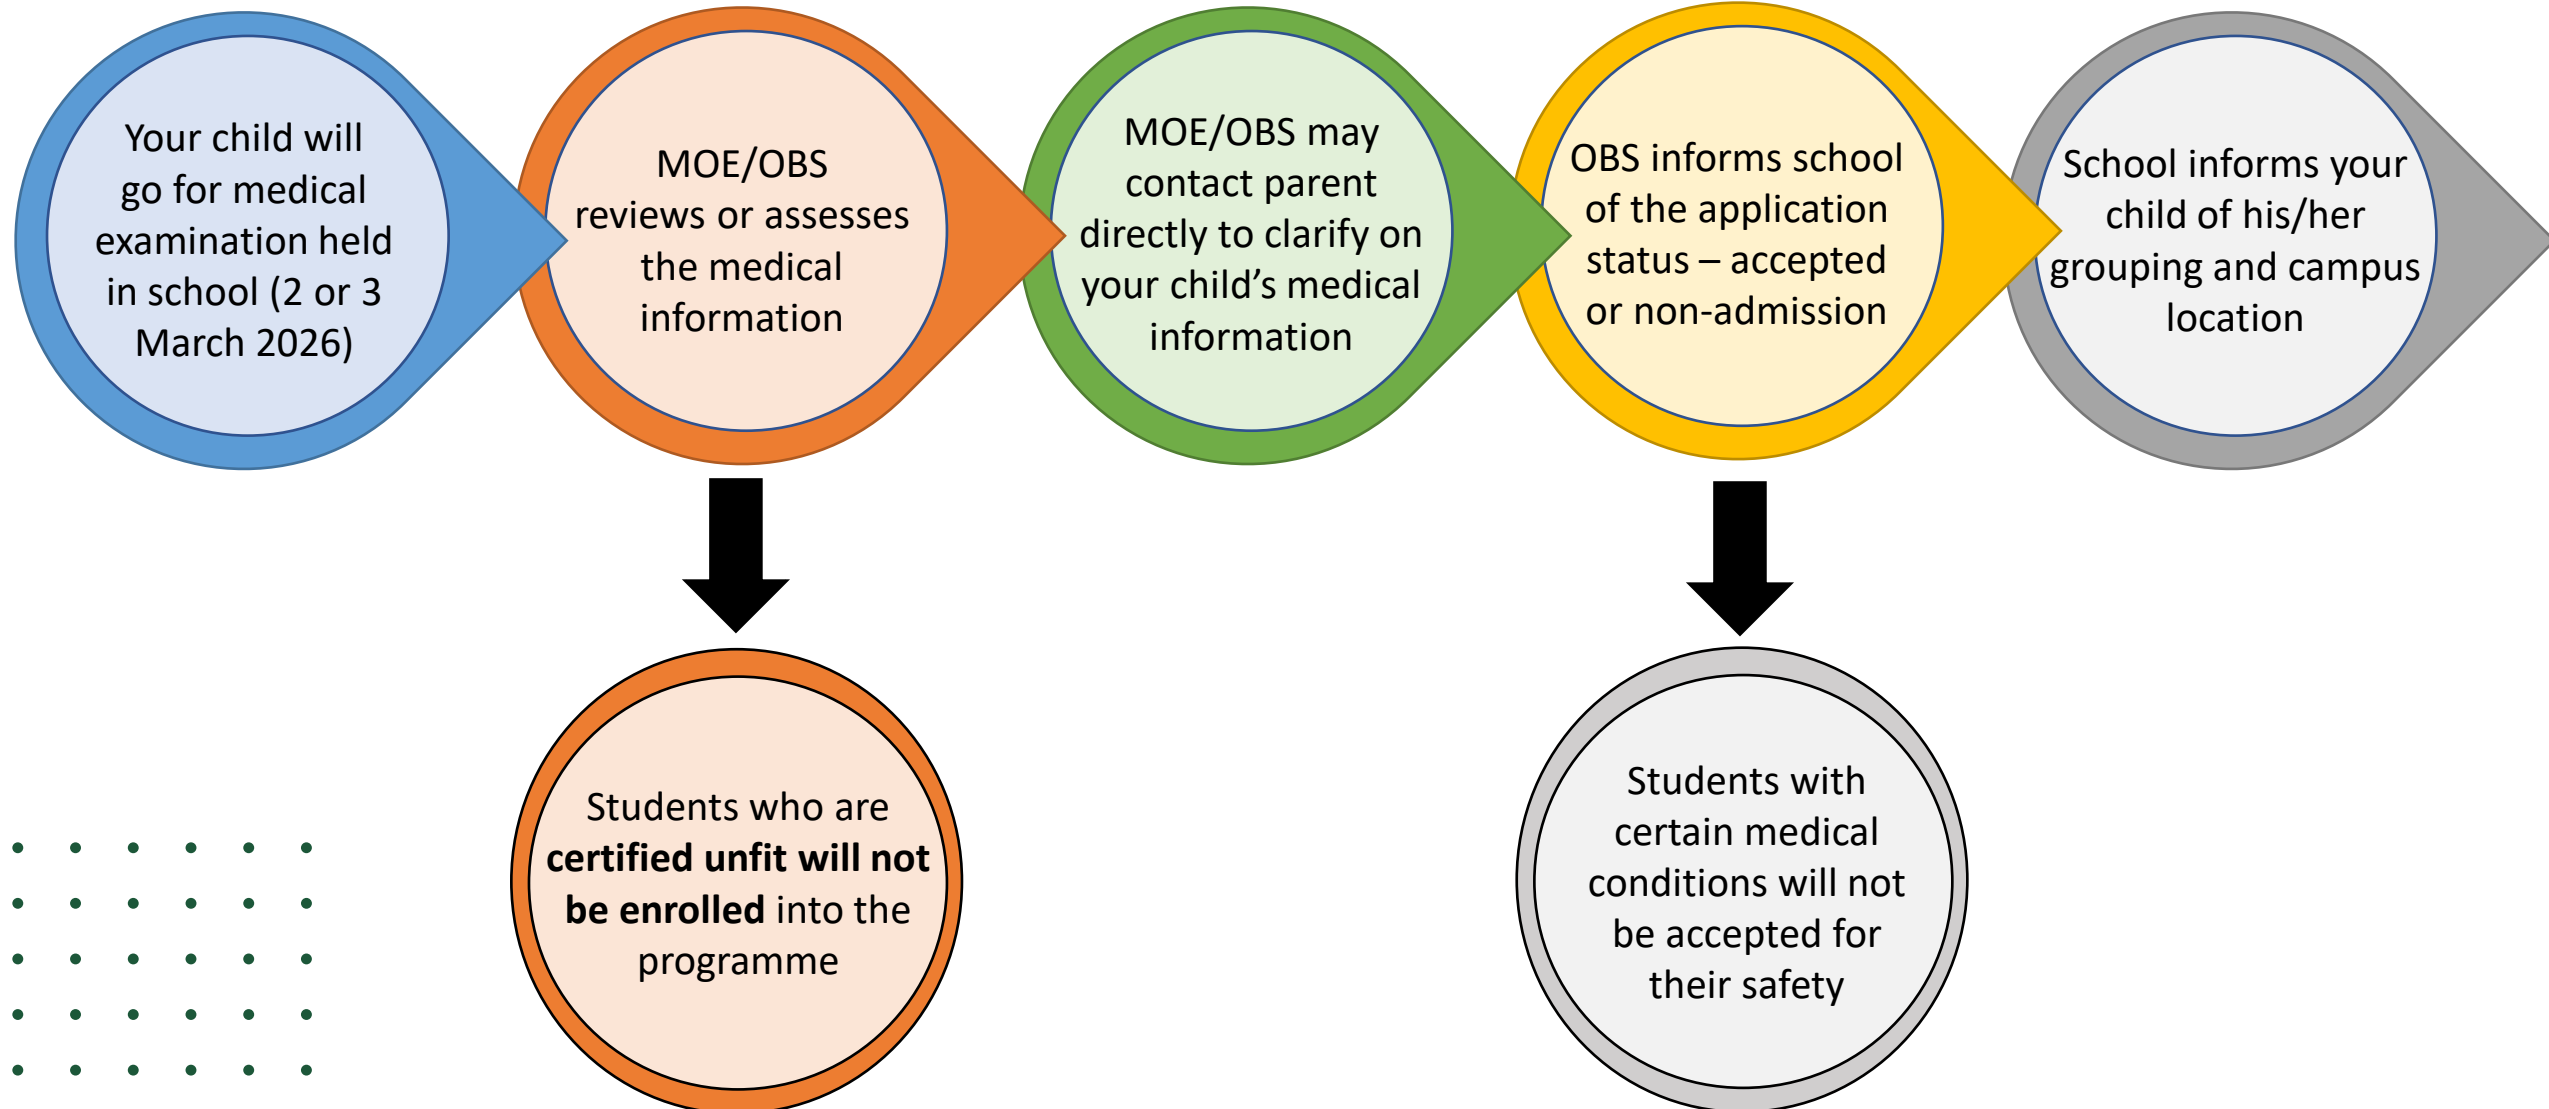 Your child will
go for medical
examination held
in school (2 or 3
March 2026)
MOE/OBS
reviews or assesses
the medical
information
MOE/OBS may
contact parent
directly to clarify on
your child's medical
information
OBS informs school
of the application
status – accepted
or non-admission
School informs your
child of his/her
grouping and campus
location
Students who are
certified unfit will not
be enrolled into the
programme
Students with
certain medical
conditions will not
be accepted for
their safety